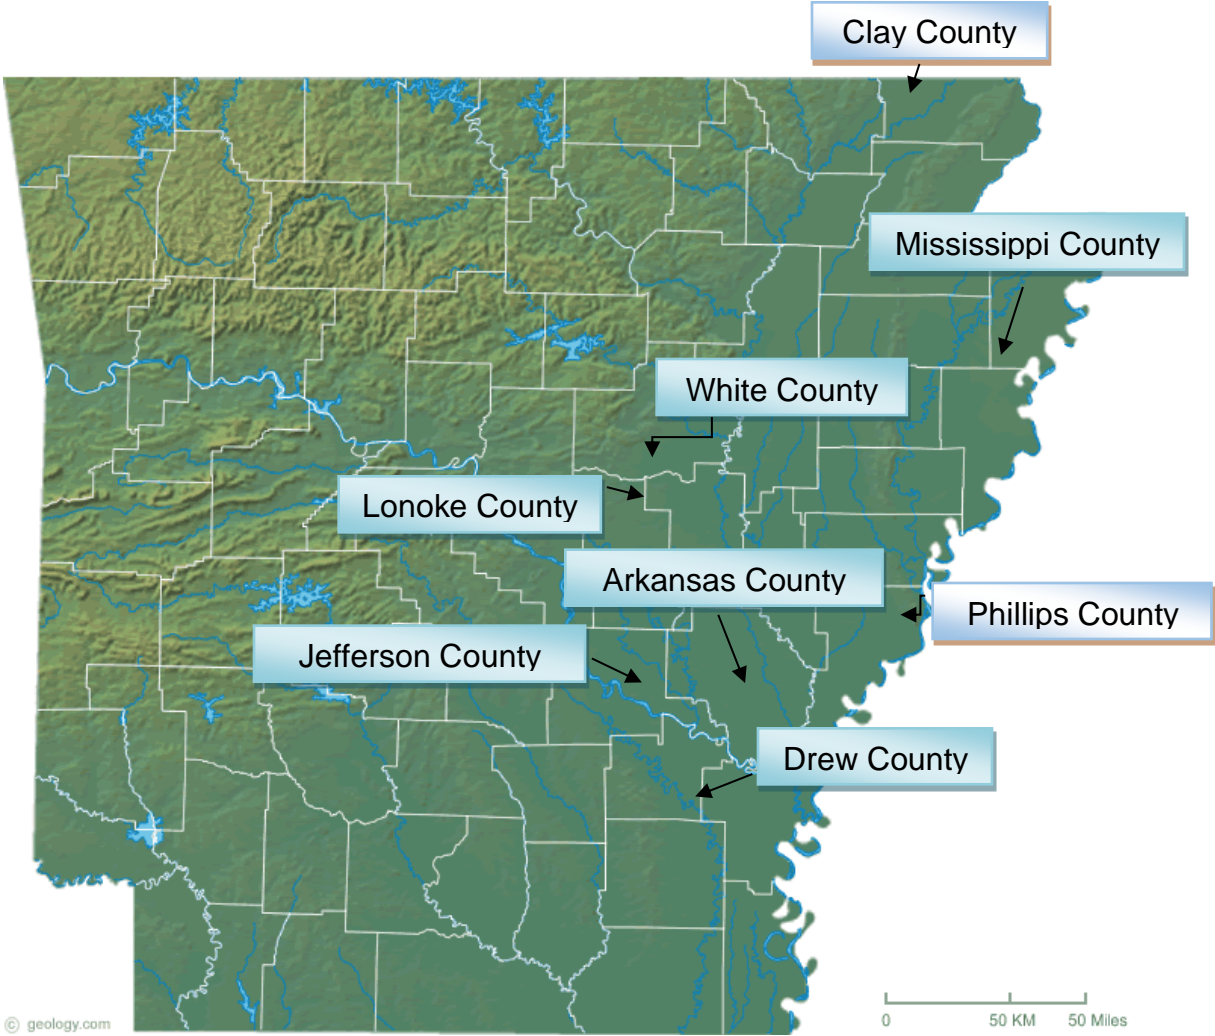 Clay County
Mississippi County
White County
Lonoke County
Arkansas County
Phillips County
Jefferson County
Drew County
© geology.com
0 50 KM 50 Miles